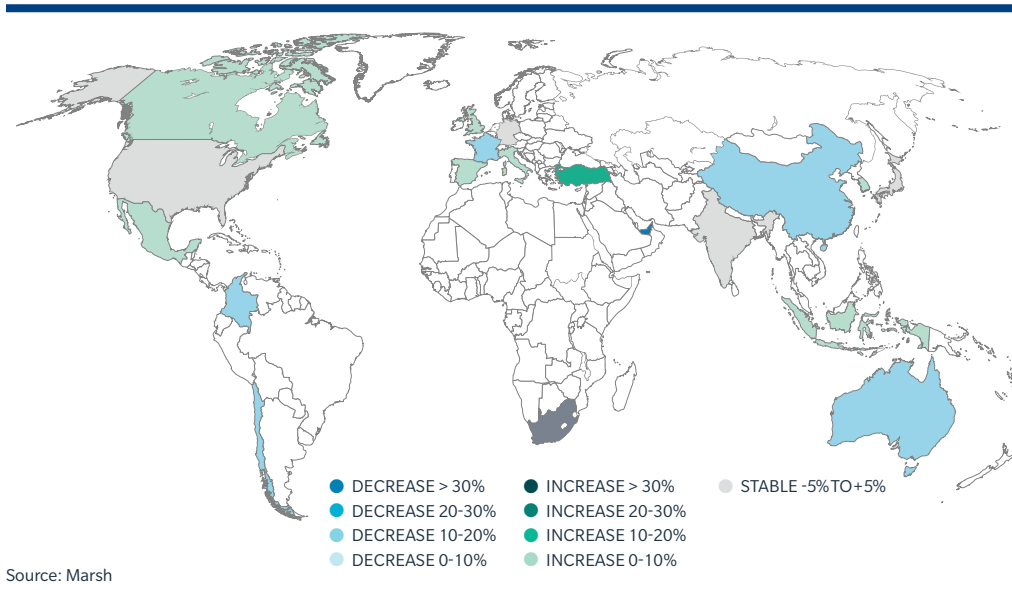 DECREASE > 30%
DECREASE 20-30%
DECREASE 10-20%
DECREASE 0-10%
INCREASE > 30%
INCREASE 20-30%
INCREASE 10-20%
INCREASE 0-10%
STABLE -5%TO+5%
Source: Marsh